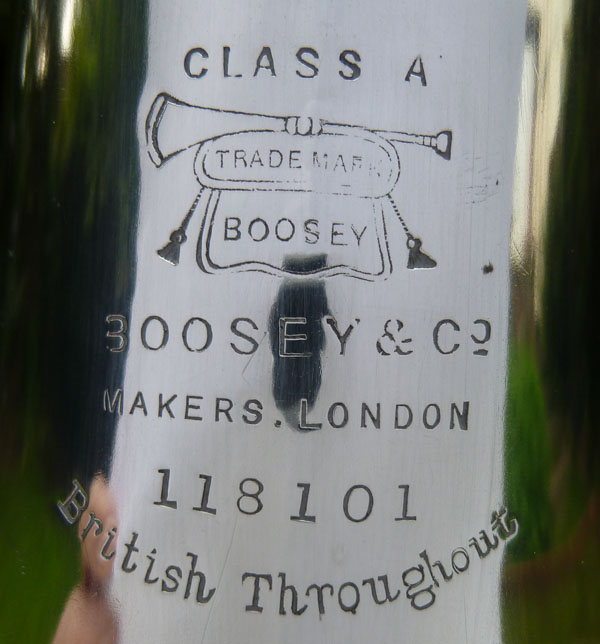 CLASS A
TRADE MARK
BOOSEY
BOOSEY & Co
MAKERS. LONDON
118101
British Throughout